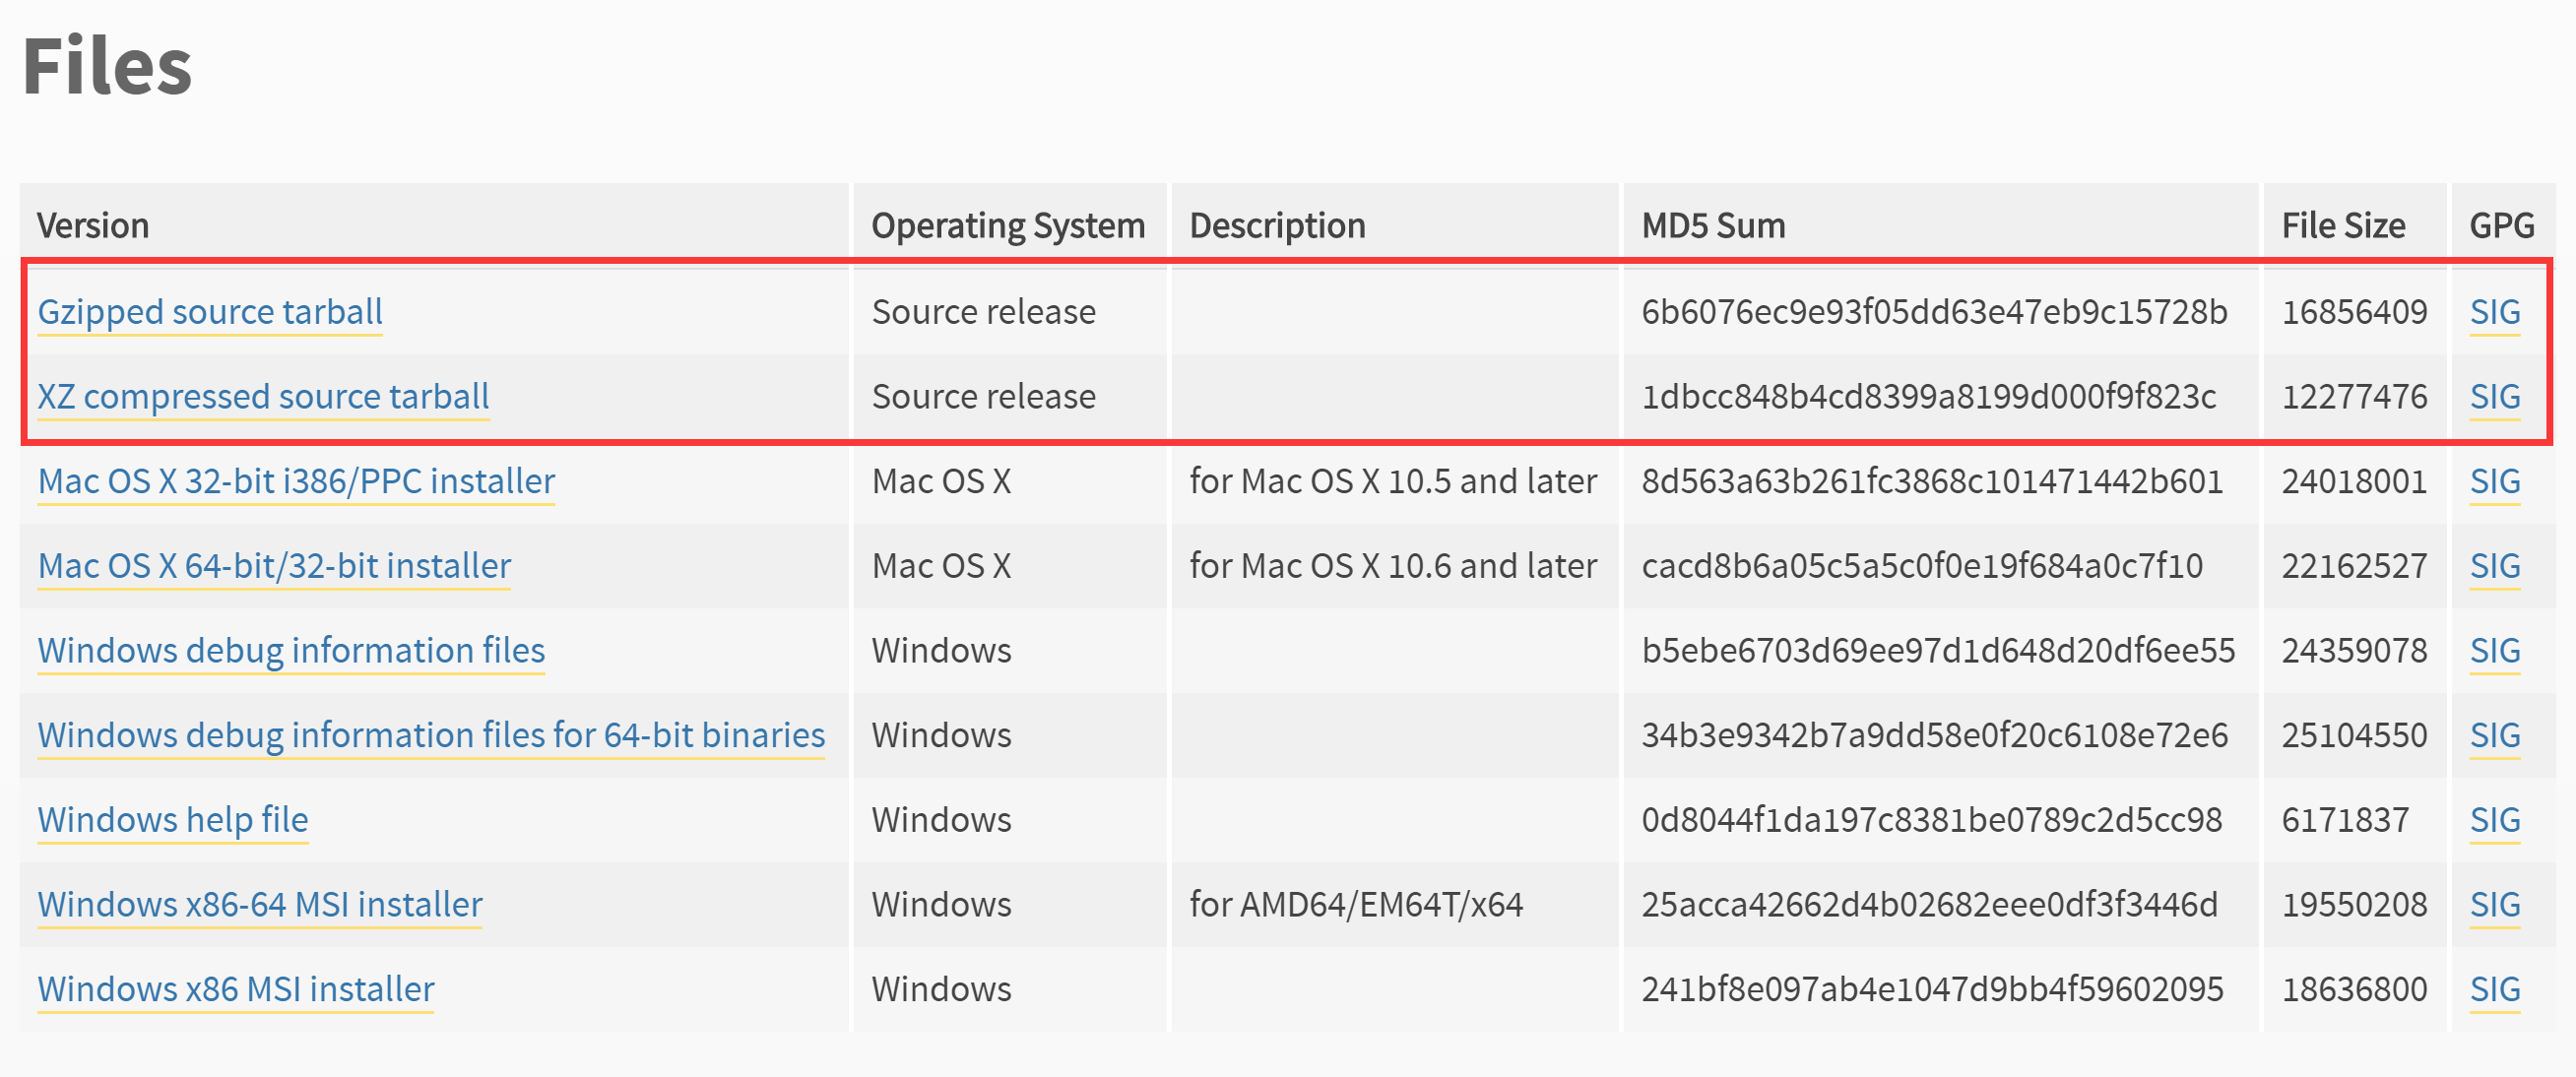 Files
Version Operating System Description MD5 Sum File Size GPG
Gzipped source tarball Source release 6b6076ec9e93f05dd63e47eb9c15728b 16856409 SIG
XZ compressed source tarball Source release 1dbcc848b4cd8399a8199d000f9f823c 12277476 SIG
Mac OS X 32-bit i386/PPC installer Mac OS X for Mac OS X 10.5 and later 8d563a63b261fc3868c101471442b601 24018001 SIG
Mac OS X 64-bit/32-bit installer Mac OS X for Mac OS X 10.6 and later cacd8b6a05c5a5c0f0e19f684a0c7f10 22162527 SIG
Windows debug information files Windows b5ebe6703d69ee97d1d648d20df6ee55 24359078 SIG
Windows debug information files for 64-bit binaries Windows 34b3e9342b7a9dd58e0f20c6108e72e6 25104550 SIG
Windows help file Windows 0d8044f1da197c8381be0789c2d5cc98 6171837 SIG
Windows x86-64 MSI installer Windows for AMD64/EM64T/x64 25acca42662d4b02682eee0df3f3446d 19550208 SIG
Windows x86 MSI installer Windows 241bf8e097ab4e1047d9bb4f59602095 18636800 SIG